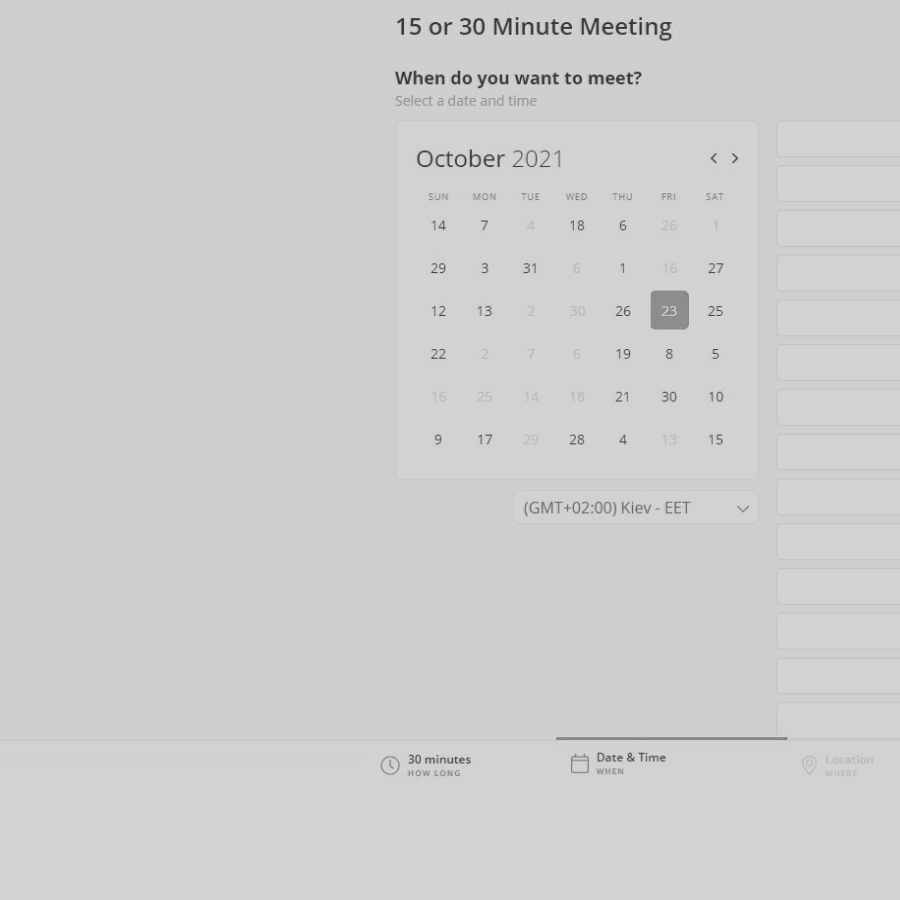 15 or 30 Minute Meeting
When do you want to meet?
Select a date and time
October 2021
SUN MON TUE WED THU FRI SAT
14 7 4 18 6 26 1
29 3 31 6 1 16 27
12 13 2 30 26 23 25
22 2 7 6 19 8 5
16 25 14 18 21 30 10
9 17 29 28 4 13 15
(GMT+02:00) Kiev - EET
30 minutes
HOW LONG
Date & Time
WHEN
Location
WHERE